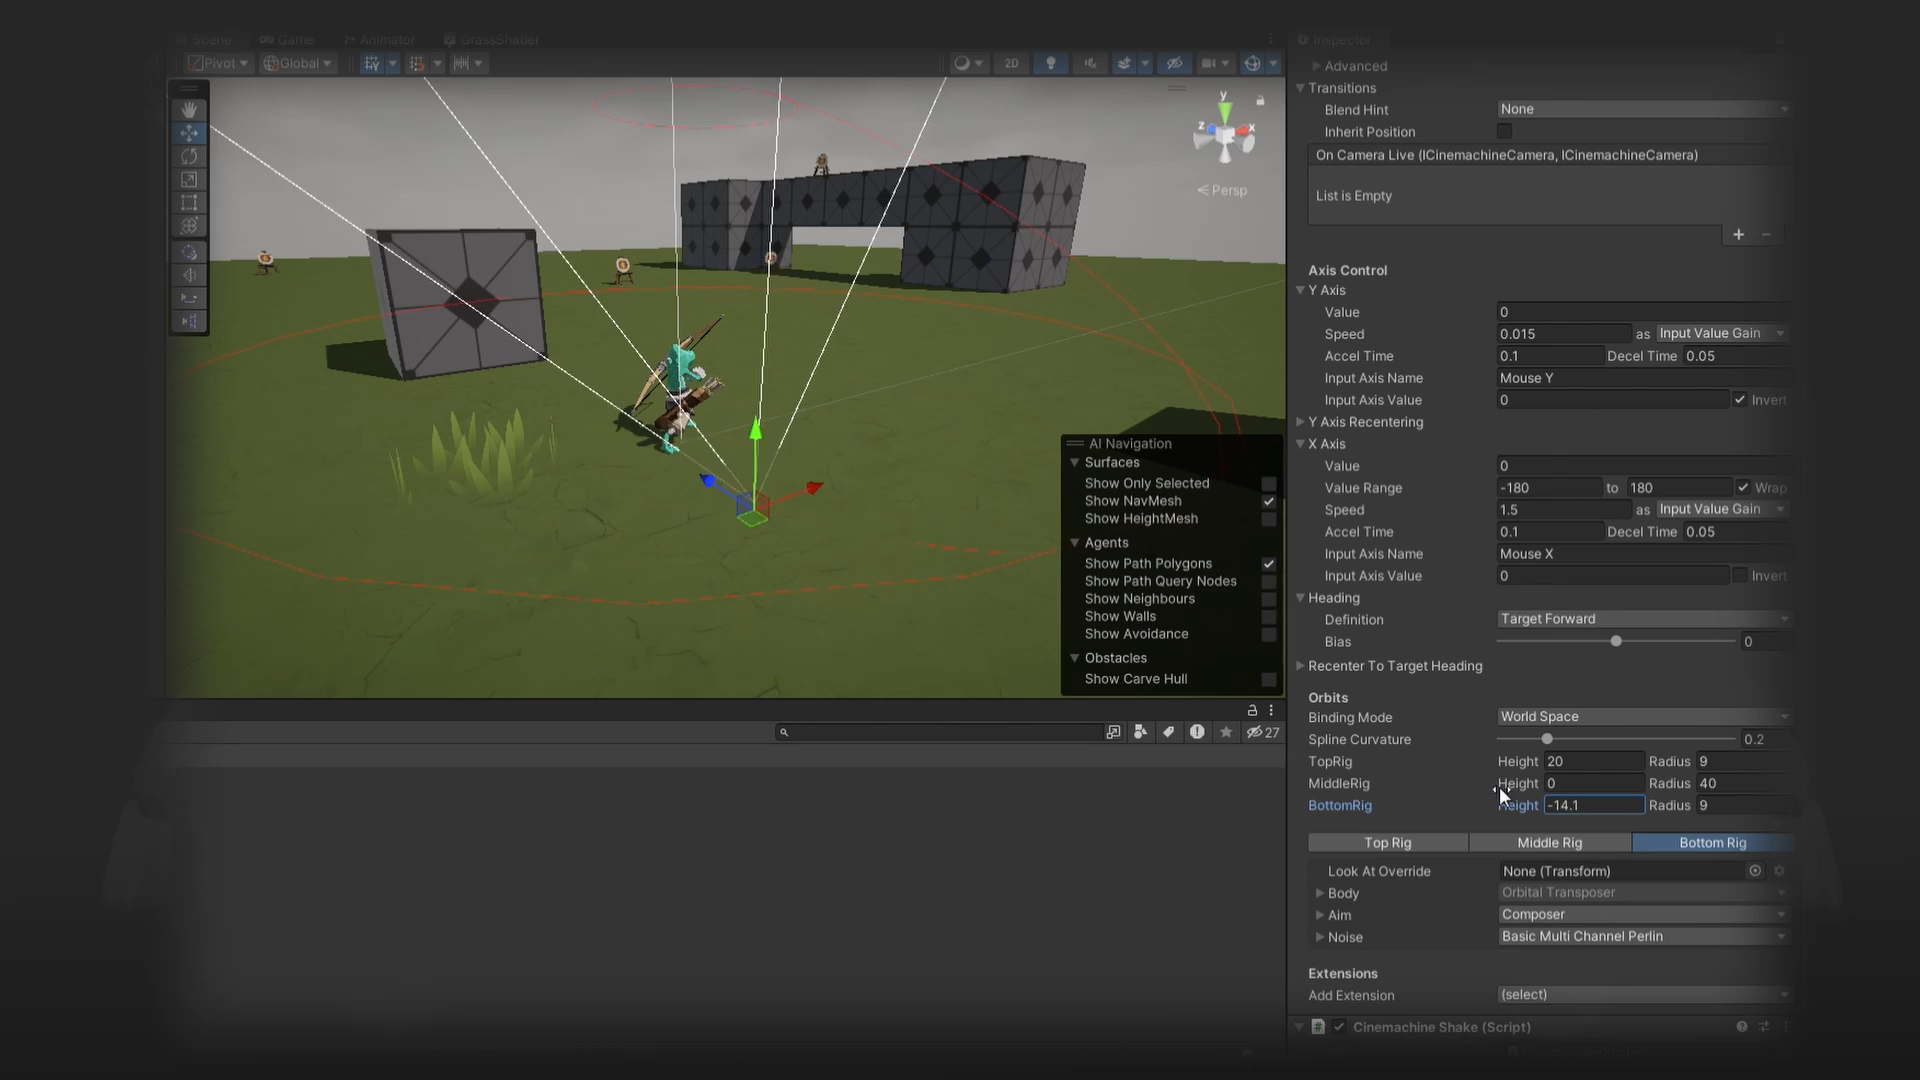 Scene Game Animator GrassShader
Pivot Global 2D
y
z x
Persp
AI Navigation
Surfaces
Show Only Selected
Show NavMesh
Show HeightMesh
Agents
Show Path Polygons
Show Path Query Nodes
Show Neighbours
Show Walls
Show Avoidance
Obstacles
Show Carve Hull
27
Inspector
Advanced
Transitions
Blend Hint None
Inherit Position
On Camera Live (ICinemachineCamera, ICinemachineCamera)
List is Empty
+ -
Axis Control
Y Axis
Value 0
Speed 0.015 as Input Value Gain
Accel Time 0.1 Decel Time 0.05
Input Axis Name Mouse Y
Input Axis Value 0 Invert
Y Axis Recentering
X Axis
Value 0
Value Range -180 to 180 Wrap
Speed 1.5 as Input Value Gain
Accel Time 0.1 Decel Time 0.05
Input Axis Name Mouse X
Input Axis Value 0 Invert
Heading
Definition Target Forward
Bias 0
Recenter To Target Heading
Orbits
Binding Mode World Space
Spline Curvature 0.2
TopRig Height 20 Radius 9
MiddleRig Height 0 Radius 40
BottomRig Height -14.1 Radius 9
Top Rig Middle Rig Bottom Rig
Look At Override None (Transform)
Body Orbital Transposer
Aim Composer
Noise Basic Multi Channel Perlin
Extensions
Add Extension (select)
# Cinemachine Shake (Script)